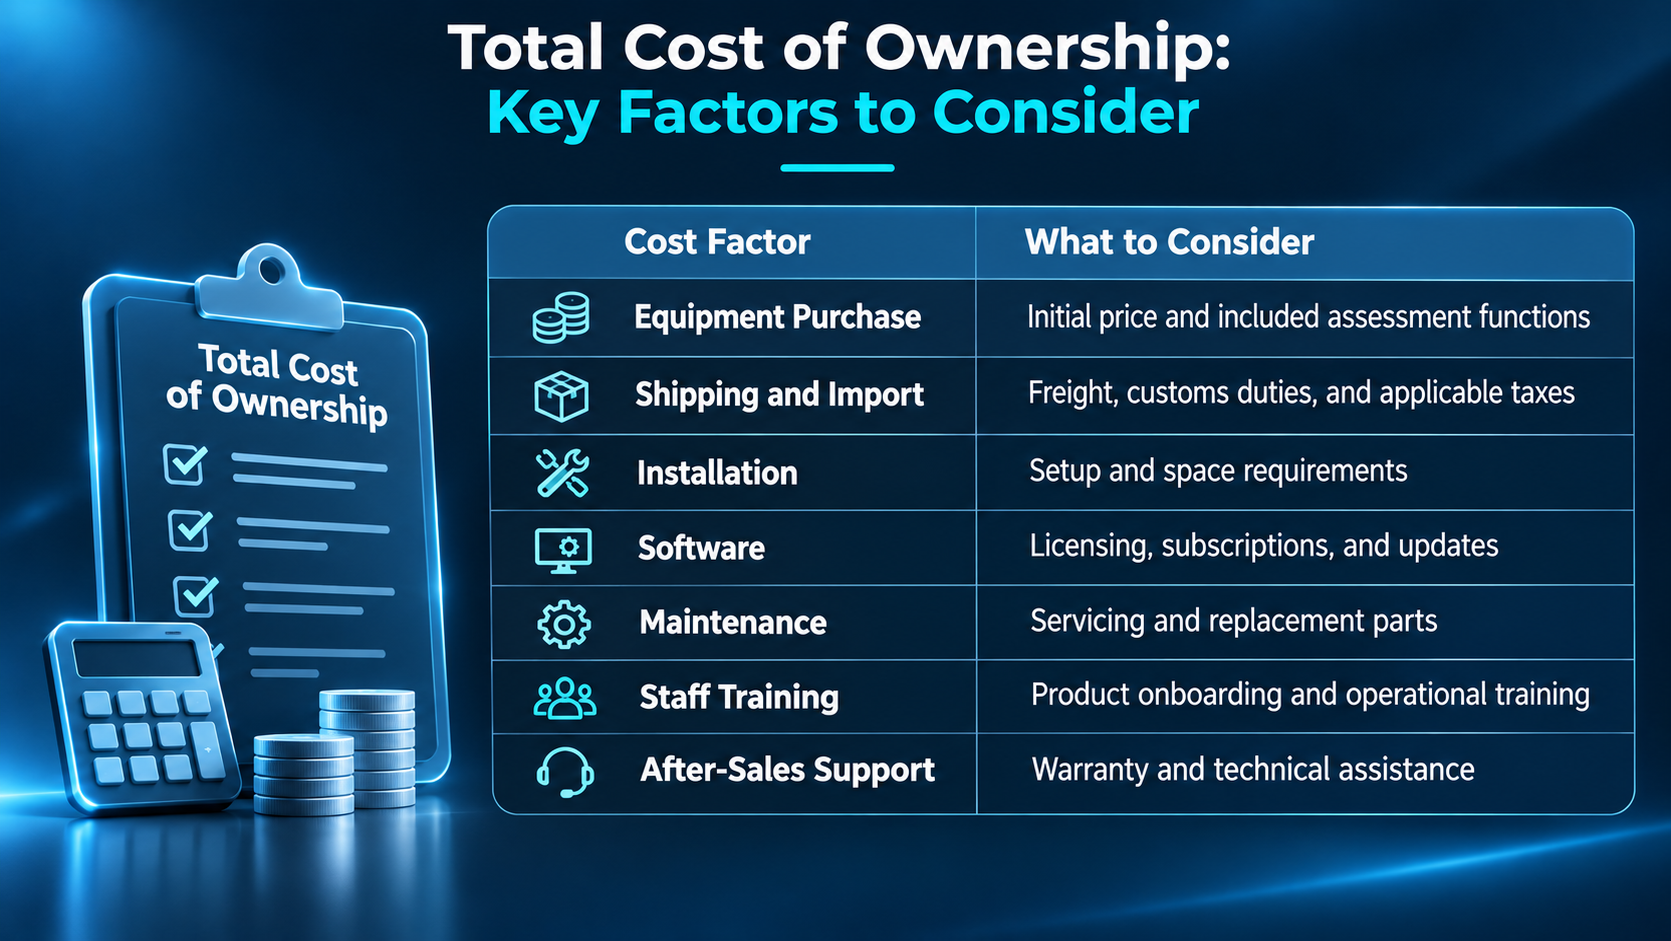 Total Cost of Ownership:
Key Factors to Consider
Total Cost
of Ownership
Cost Factor
What to Consider
Equipment Purchase
Initial price and included assessment functions
Shipping and Import
Freight, customs duties, and applicable taxes
Installation
Setup and space requirements
Software
Licensing, subscriptions, and updates
Maintenance
Servicing and replacement parts
Staff Training
Product onboarding and operational training
After-Sales Support
Warranty and technical assistance